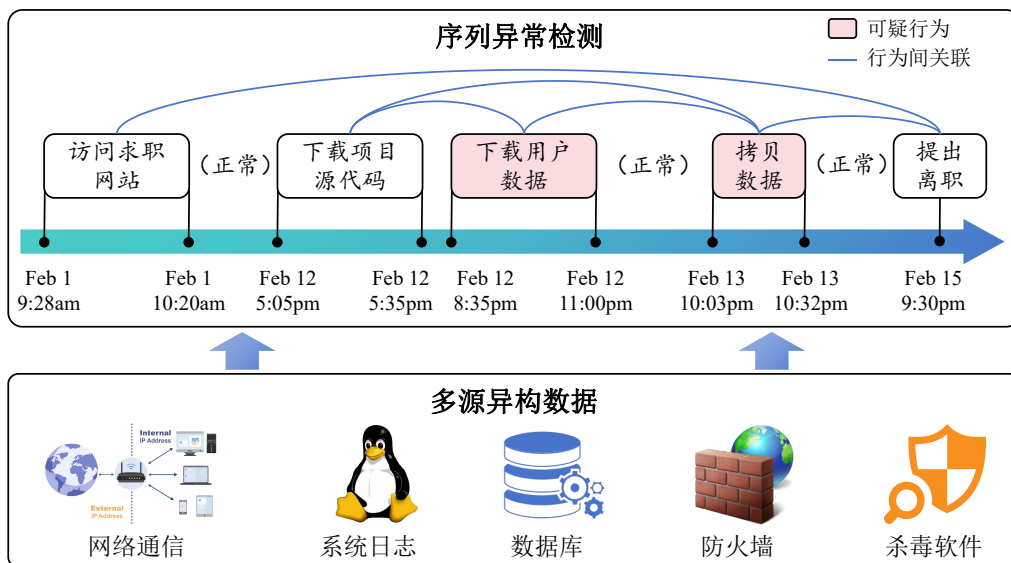 序列异常检测
可疑行为
行为间关联
访问求职
网站
（正常）
下载项目
源代码
下载用户
数据
（正常）
拷贝
数据
（正常）
提出
离职
Feb 1
9:28am
Feb 1
10:20am
Feb 12
5:05pm
Feb 12
5:35pm
Feb 12
8:35pm
Feb 12
11:00pm
Feb 13
10:03pm
Feb 13
10:32pm
Feb 15
9:30pm
多源异构数据
Internal
IP Address
External
IP Address
网络通信
系统日志
数据库
防火墙
杀毒软件